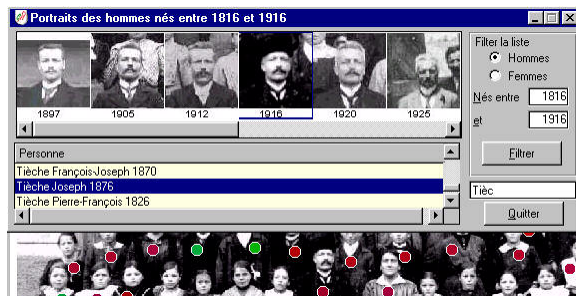 Portraits des hommes nés entre 1816 et 1916
1897 1905 1912 1916 1920 1925
Filter la liste
Hommes
Femmes
Nés entre 1816
et 1916
Filtrer
Personne
Tièche François-Joseph 1870
Tièche Joseph 1876
Tièche Pierre-François 1826
Tièc
Quitter